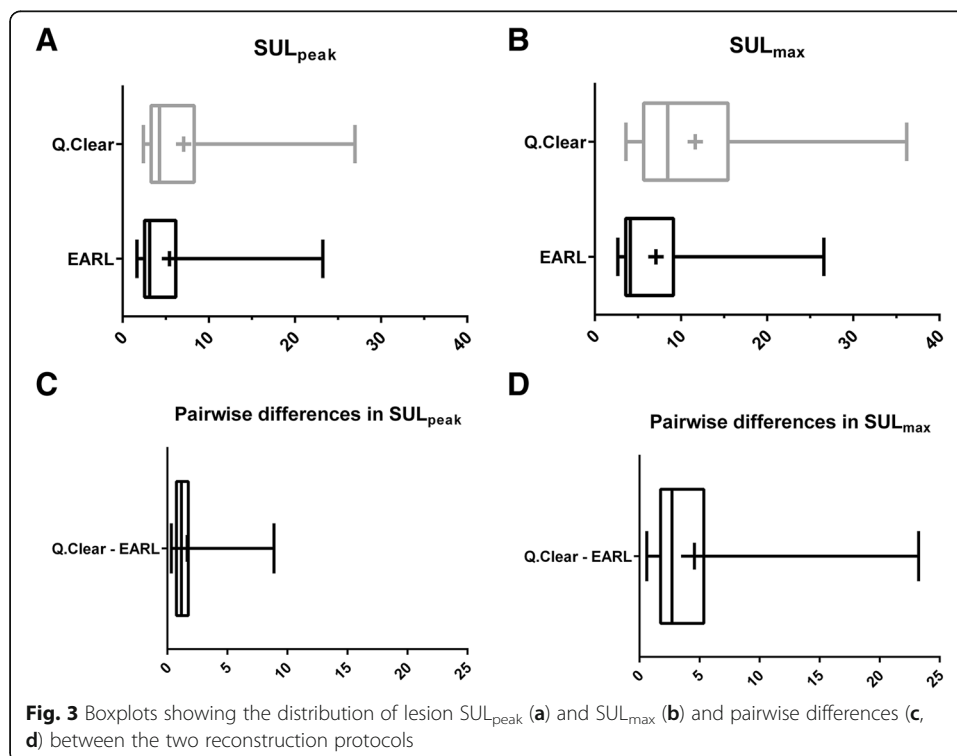 A
SULpeak
Q.Clear
EARL
0 10 20 30 40
B
SULmax
Q.Clear
EARL
0 10 20 30 40
C
Pairwise differences in SULpeak
Q.Clear - EARL
0 5 10 15 20 25
D
Pairwise differences in SULmax
Q.Clear - EARL
0 5 10 15 20 25
Fig. 3 Boxplots showing the distribution of lesion SULpeak (a) and SULmax (b) and pairwise differences (c,
d) between the two reconstruction protocols